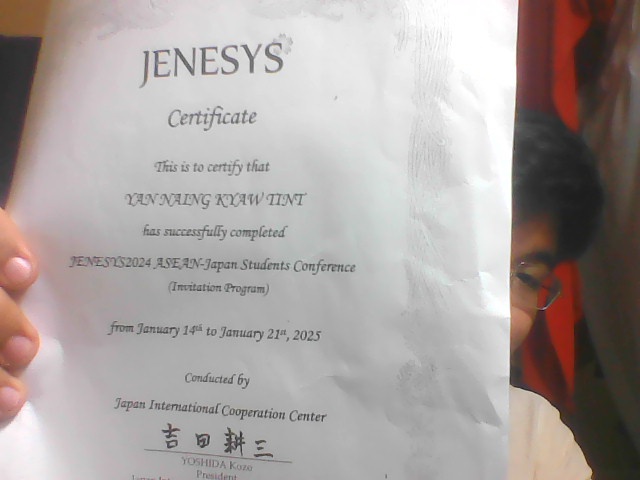 JENESYS
Certificate
This is to certify that
YAN NAING KYAW TINT
has successfully completed
JENESYS2024 ASEAN-Japan Students Conference
(Invitation Program)
from January 14th to January 21st, 2025
Conducted by
Japan International Cooperation Center
吉田耕三
YOSHIDA Kozo
President